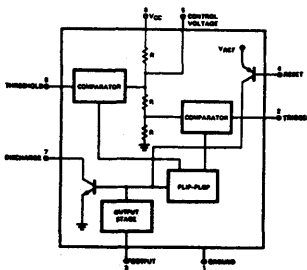 8 5
VCC CONTROL VOLTAGE
R
VREF
THRESHOLD 6
COMPARATOR
4 RESET
R
COMPARATOR
2
R
DISCHARGE 7
FLIP-FLOP
OUTPUT STAGE
3 1
OUTPUT GROUND